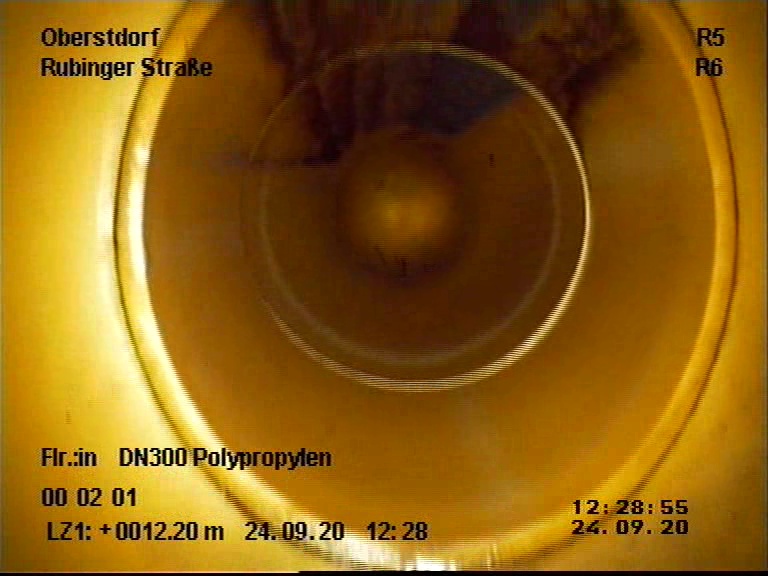 Oberstdorf R5
Rubinger Straße R6
Flr.:in DN300 Polypropylen
00 02 01
LZ1: +0012.20 m 24.09.20 12:28
12:28:55
24.09.20